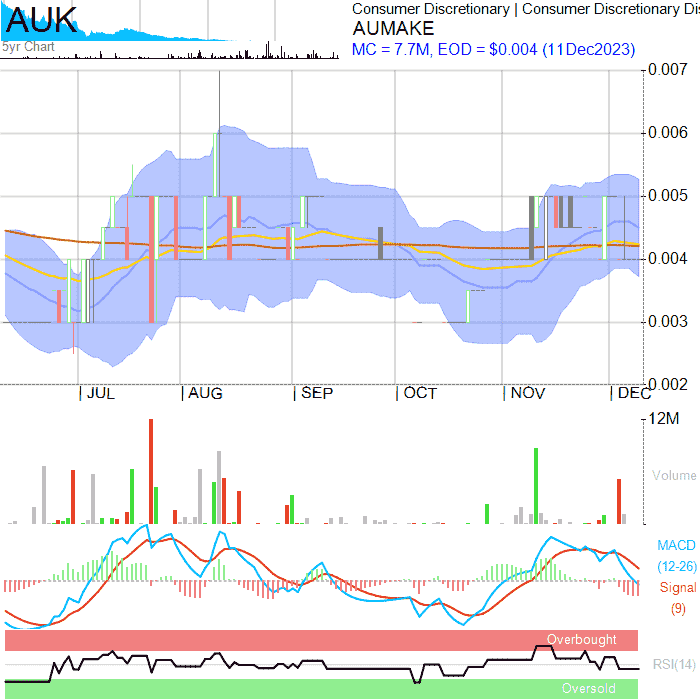 AUK
5yr Chart
Consumer Discretionary | Consumer Discretionary Dis
AUMAKE
MC = 7.7M, EOD = $0.004 (11Dec2023)
0.007
0.006
0.005
0.004
0.003
0.002
| JUL | AUG | SEP | OCT | NOV | DEC
12M
Volume
MACD
(12-26)
Signal
(9)
Overbought
RSI(14)
Oversold